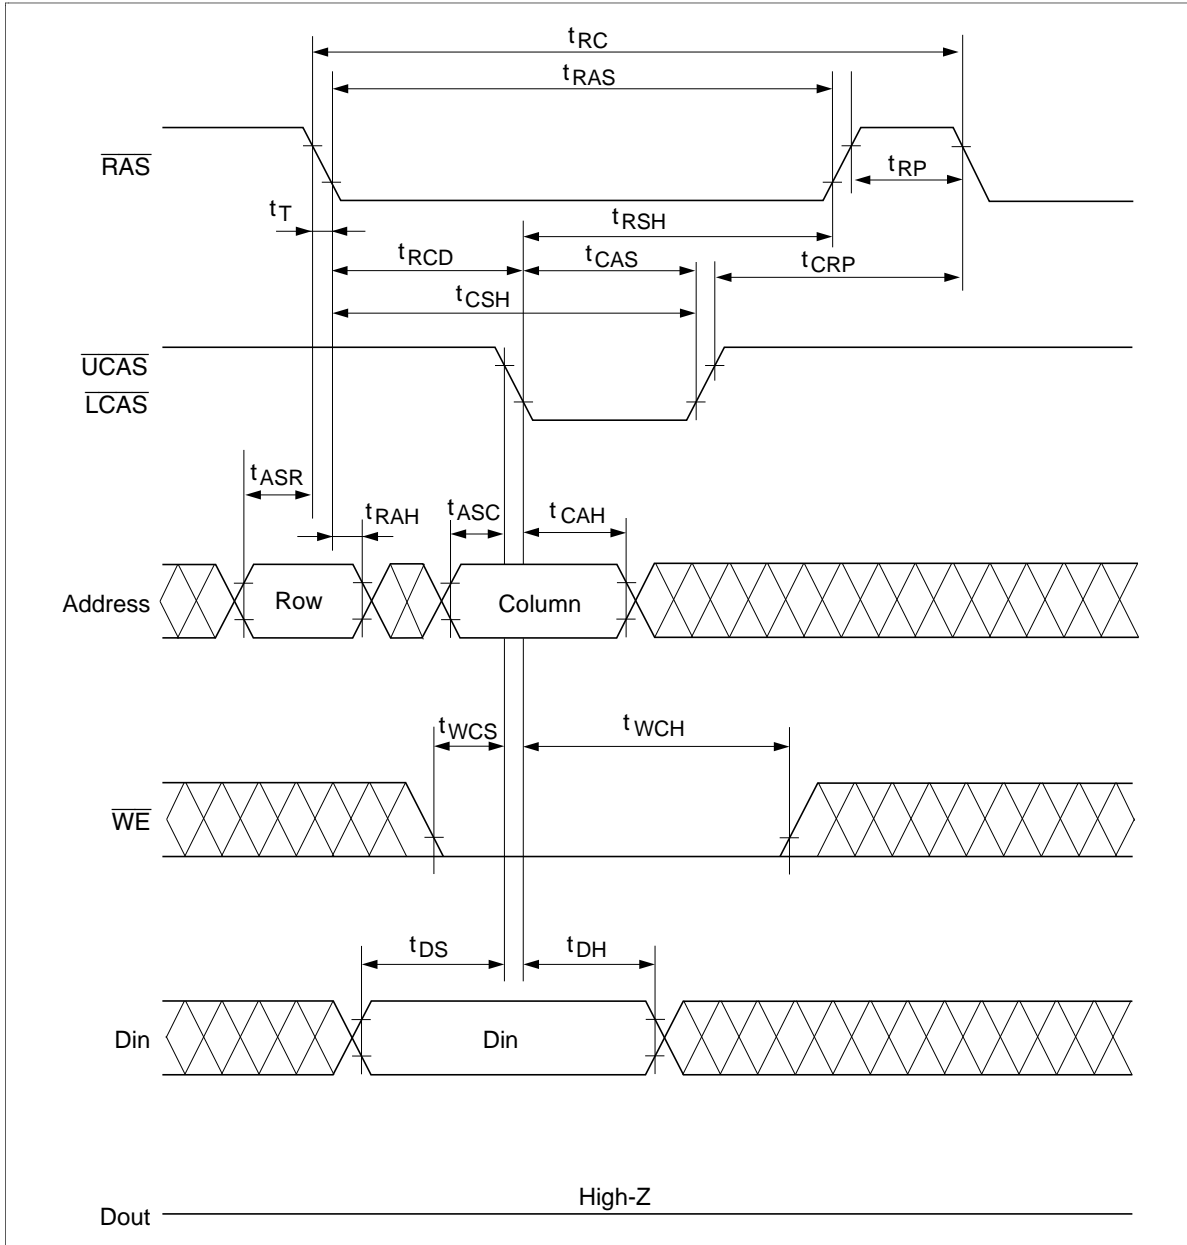 tRC
tRAS
RAS
tRP
tT
tRSH
tRCD
tCAS
tCRP
tCSH
UCAS
LCAS
tASR
tRAH
tASC
tCAH
Address
Row
Column
tWCS
tWCH
WE
tDS
tDH
Din
Din
High-Z
Dout